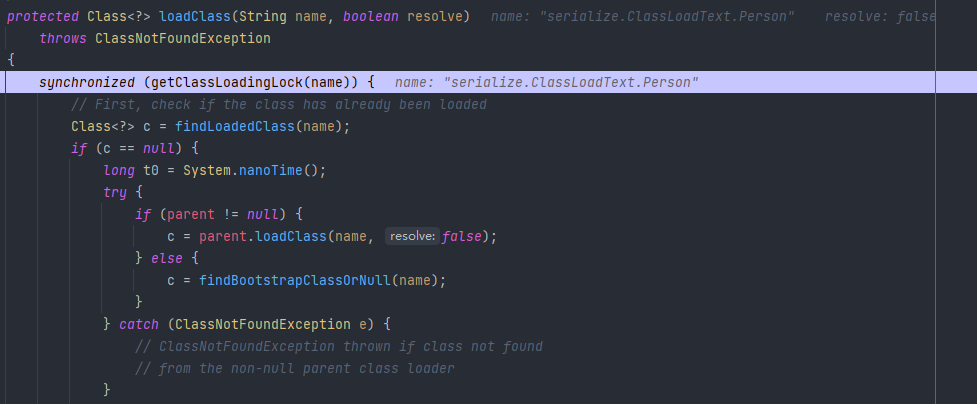 protected Class<?> loadClass(String name, boolean resolve)   name: "serialize.ClassLoadText.Person"    resolve: false
    throws ClassNotFoundException
{
    synchronized (getClassLoadingLock(name)) {   name: "serialize.ClassLoadText.Person"
        // First, check if the class has already been loaded
        Class<?> c = findLoadedClass(name);
        if (c == null) {
            long t0 = System.nanoTime();
            try {
                if (parent != null) {
                    c = parent.loadClass(name, resolve: false);
                } else {
                    c = findBootstrapClassOrNull(name);
                }
            } catch (ClassNotFoundException e) {
                // ClassNotFoundException thrown if class not found
                // from the non-null parent class loader
            }